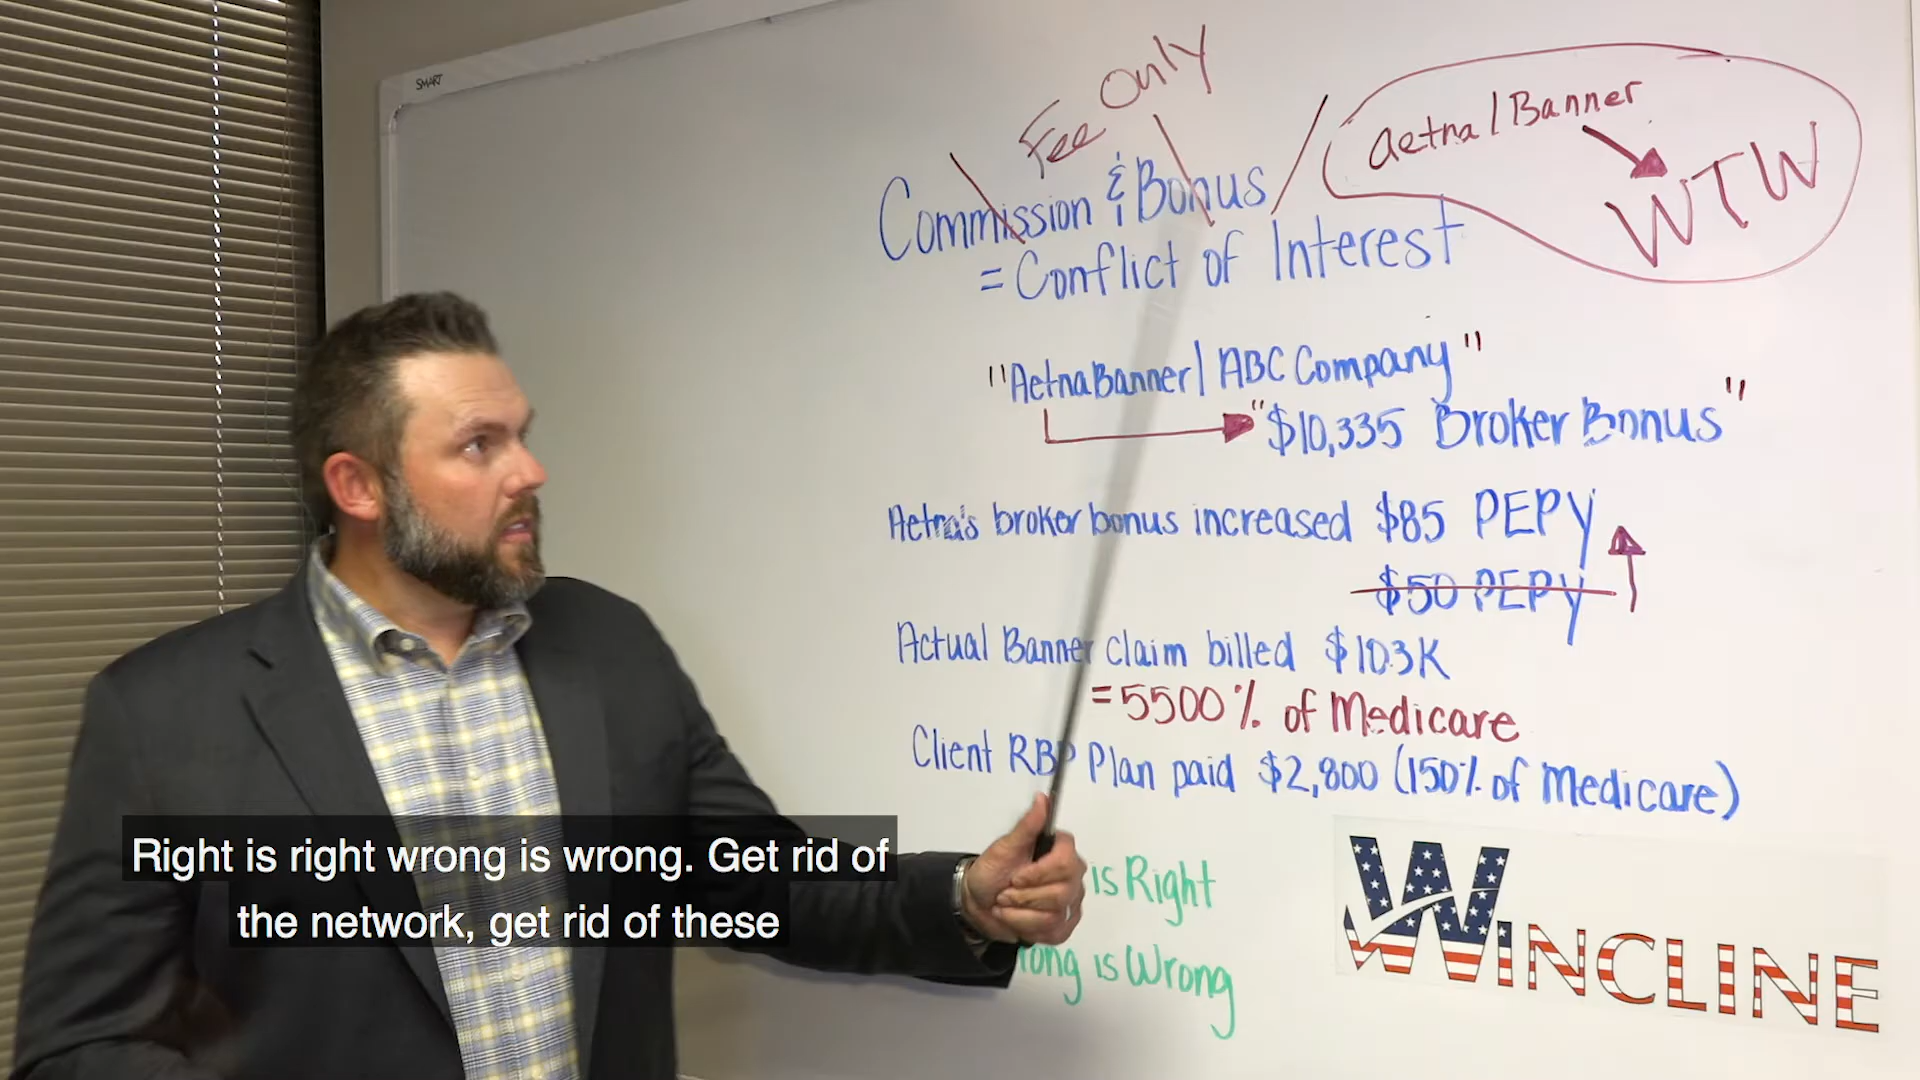 SMART
Fee Only
Commission & Bonus
= Conflict of Interest
Aetna / Banner
WTW
"AetnaBanner / ABC Company"
"$10,335 Broker Bonus"
Aetna's broker bonus increased $85 PEPY
$50 PEPY
Actual Banner claim billed $103K
= 5500% of Medicare
Client RBP Plan paid $2,800 (150% of Medicare)
is Right
is Wrong
WINCLINE
Right is right wrong is wrong. Get rid of
the network, get rid of these